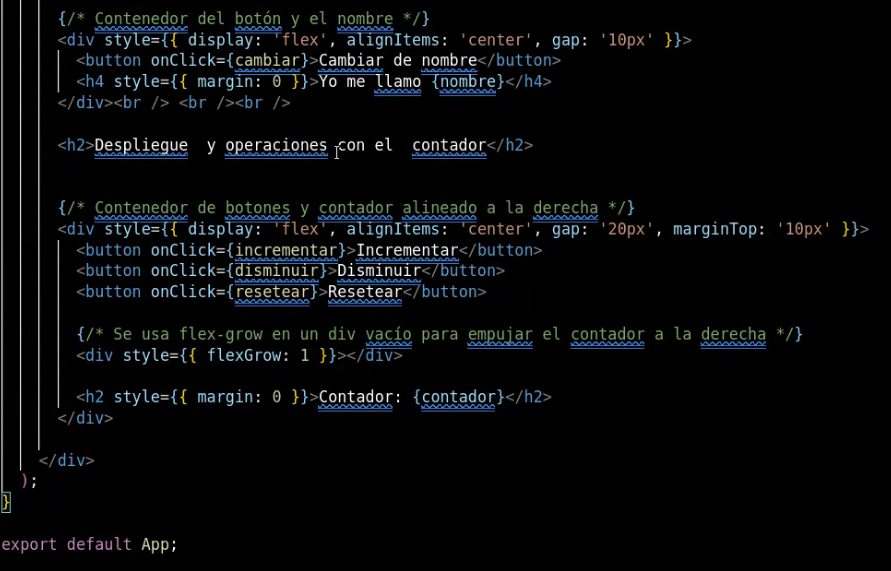 {/* Contenedor del botón y el nombre */}
<div style={{ display: 'flex', alignItems: 'center', gap: '10px' }}>
<button onClick={cambiar}>Cambiar de nombre</button>
<h4 style={{ margin: 0 }}>Yo me llamo {nombre}</h4>
</div><br /> <br /><br />
<h2>Despliegue  y operaciones con el  contador</h2>
{/* Contenedor de botones y contador alineado a la derecha */}
<div style={{ display: 'flex', alignItems: 'center', gap: '20px', marginTop: '10px' }}>
<button onClick={incrementar}>Incrementar</button>
<button onClick={disminuir}>Disminuir</button>
<button onClick={resetear}>Resetear</button>
{/* Se usa flex-grow en un div vacío para empujar el contador a la derecha */}
<div style={{ flexGrow: 1 }}></div>
<h2 style={{ margin: 0 }}>Contador: {contador}</h2>
</div>
</div>
);
}
export default App;